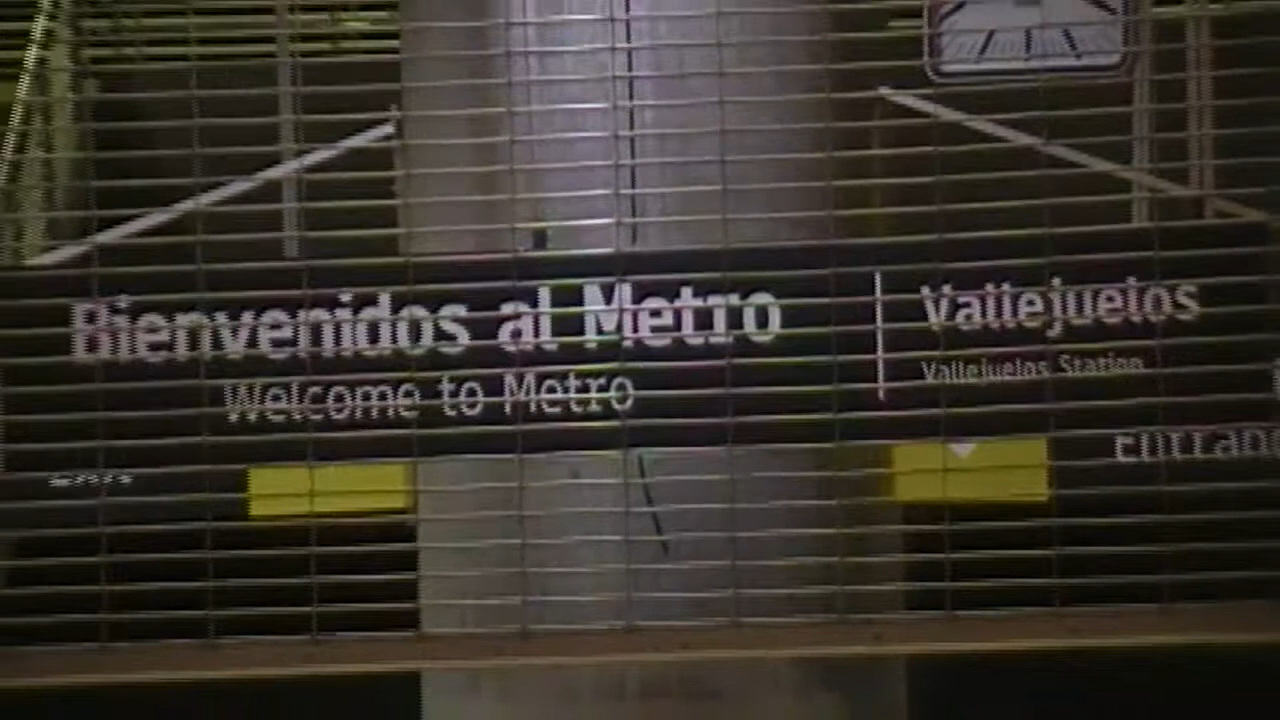 Bienvenidos al Metro
Welcome to Metro
Vallejuelos
Vallejuelos Station